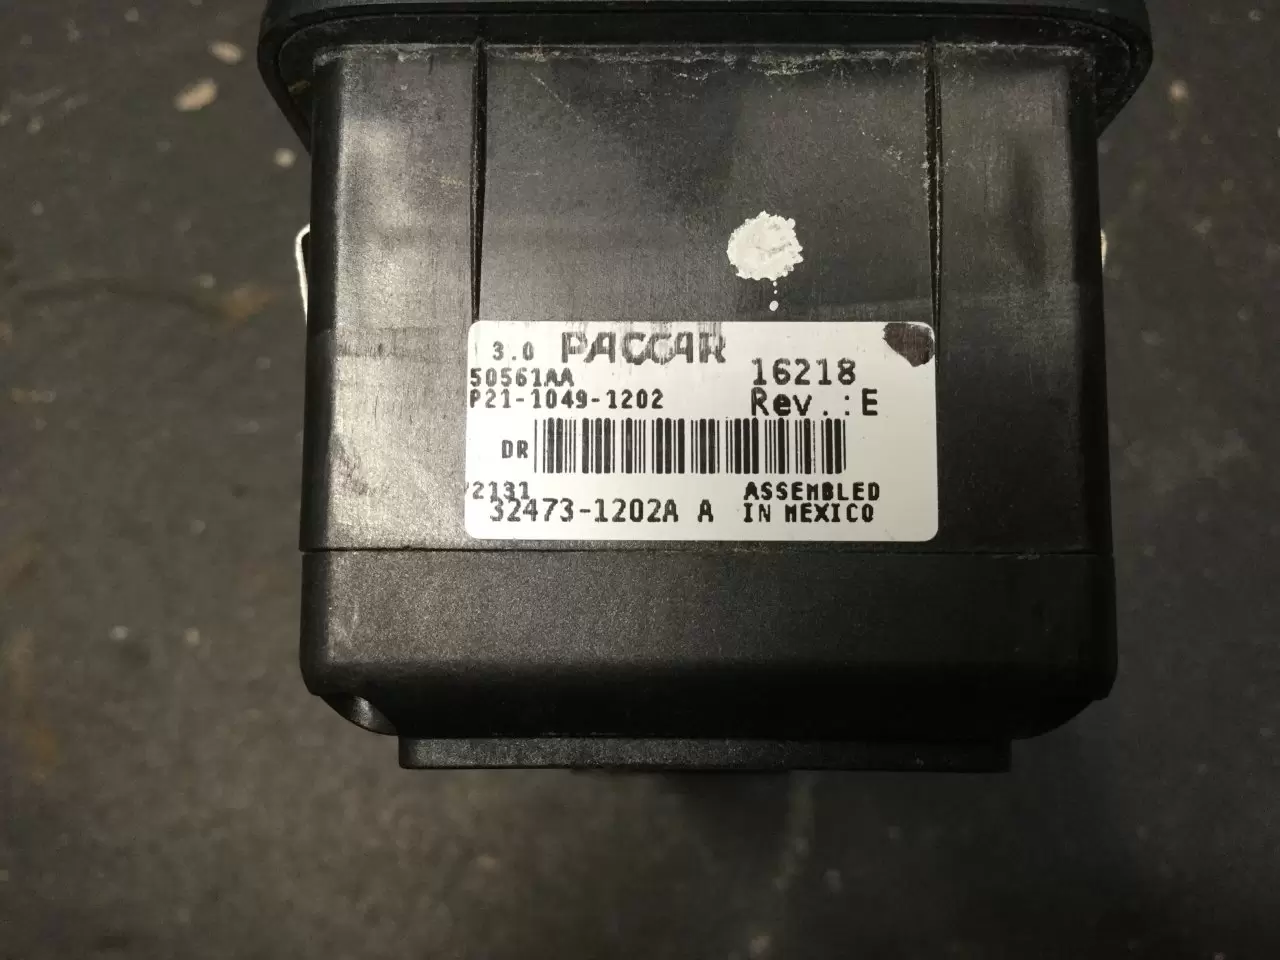 3.0 PACCAR
50561AA 16218
P21-1049-1202 Rev.:E
DR
2131 ASSEMBLED
32473-1202A A IN MEXICO